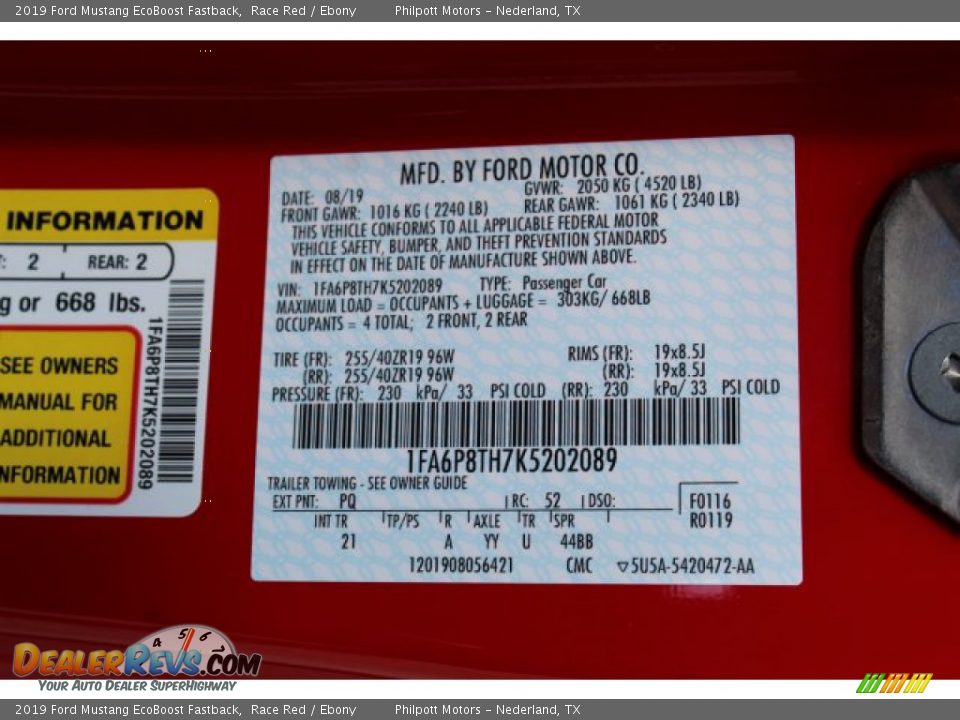 2019 Ford Mustang EcoBoost Fastback, Race Red / Ebony Philpott Motors - Nederland, TX
INFORMATION
2 REAR: 2
g or 668 lbs.
SEE OWNERS
MANUAL FOR
ADDITIONAL
INFORMATION
1FA6P8TH7K5202089
MFD. BY FORD MOTOR CO.
DATE: 08/19 GVWR: 2050 KG ( 4520 LB)
FRONT GAWR: 1016 KG ( 2240 LB) REAR GAWR: 1061 KG ( 2340 LB)
THIS VEHICLE CONFORMS TO ALL APPLICABLE FEDERAL MOTOR
VEHICLE SAFETY, BUMPER, AND THEFT PREVENTION STANDARDS
IN EFFECT ON THE DATE OF MANUFACTURE SHOWN ABOVE.
VIN: 1FA6P8TH7K5202089 TYPE: Passenger Car
MAXIMUM LOAD = OCCUPANTS + LUGGAGE = 303KG/ 668LB
OCCUPANTS = 4 TOTAL; 2 FRONT, 2 REAR
TIRE (FR): 255/40ZR19 96W RIMS (FR): 19x8.5J
(RR): 255/40ZR19 96W (RR): 19x8.5J
PRESSURE (FR): 230 kPa/ 33 PSI COLD (RR): 230 kPa/ 33 PSI COLD
1FA6P8TH7K5202089
TRAILER TOWING - SEE OWNER GUIDE
EXT PNT: PQ RC: 52 DSO: F0116
INT TR TP/PS R AXLE TR SPR R0119
21 A YY U 44BB
1201908056421 CMC ▽5U5A-5420472-AA
4 5 6
DEALERREVS.COM
YOUR AUTO DEALER SUPERHIGHWAY
2019 Ford Mustang EcoBoost Fastback, Race Red / Ebony Philpott Motors - Nederland, TX